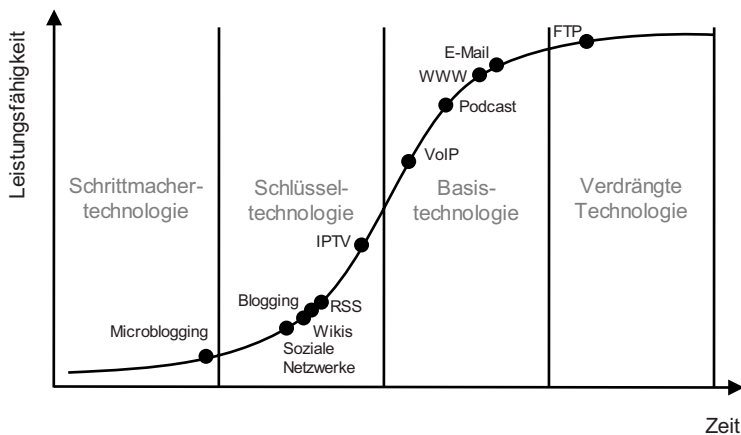 Leistungsfähigkeit
FTP
E-Mail
WWW
Podcast
VoIP
Schrittmacher-
technologie
Schlüssel-
technologie
Basis-
technologie
Verdrängte
Technologie
IPTV
Blogging
RSS
Wikis
Microblogging
Soziale
Netzwerke
Zeit